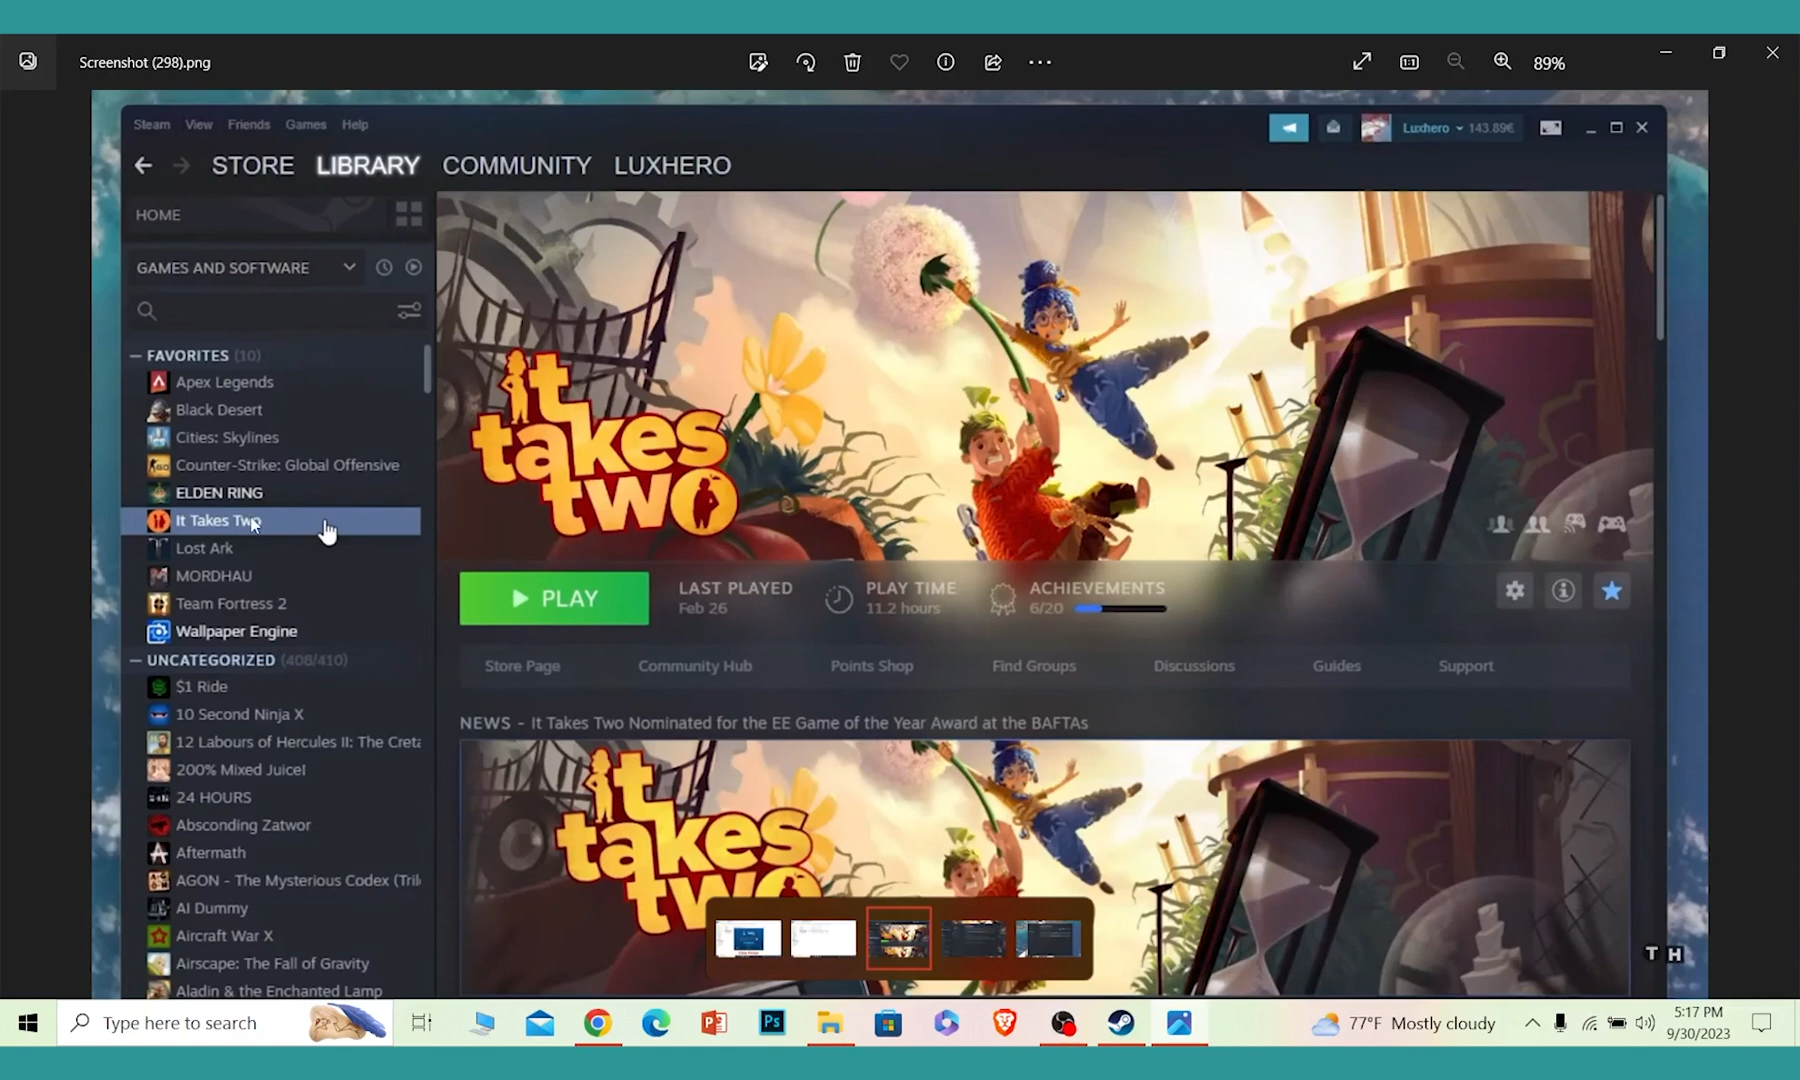 Screenshot (298).png
89%
Steam View Friends Games Help
Luxhero 143.89€
STORE LIBRARY COMMUNITY LUXHERO
HOME
GAMES AND SOFTWARE
FAVORITES (10)
Apex Legends
Black Desert
Cities: Skylines
Counter-Strike: Global Offensive
ELDEN RING
It Takes Two
Lost Ark
MORDHAU
Team Fortress 2
Wallpaper Engine
UNCATEGORIZED (408/410)
$1 Ride
10 Second Ninja X
12 Labours of Hercules II: The Creta
200% Mixed Juice!
24 HOURS
Absconding Zatwor
Aftermath
AGON - The Mysterious Codex (Tril
AI Dummy
Aircraft War X
Airscape: The Fall of Gravity
Aladin & the Enchanted Lamp
it
takes
two
PLAY
LAST PLAYED
Feb 26
PLAY TIME
11.2 hours
ACHIEVEMENTS
6/20
Store Page Community Hub Points Shop Find Groups Discussions Guides Support
NEWS - It Takes Two Nominated for the EE Game of the Year Award at the BAFTAs
it
takes
two
T H
Type here to search
Ps
77°F Mostly cloudy
5:17 PM
9/30/2023